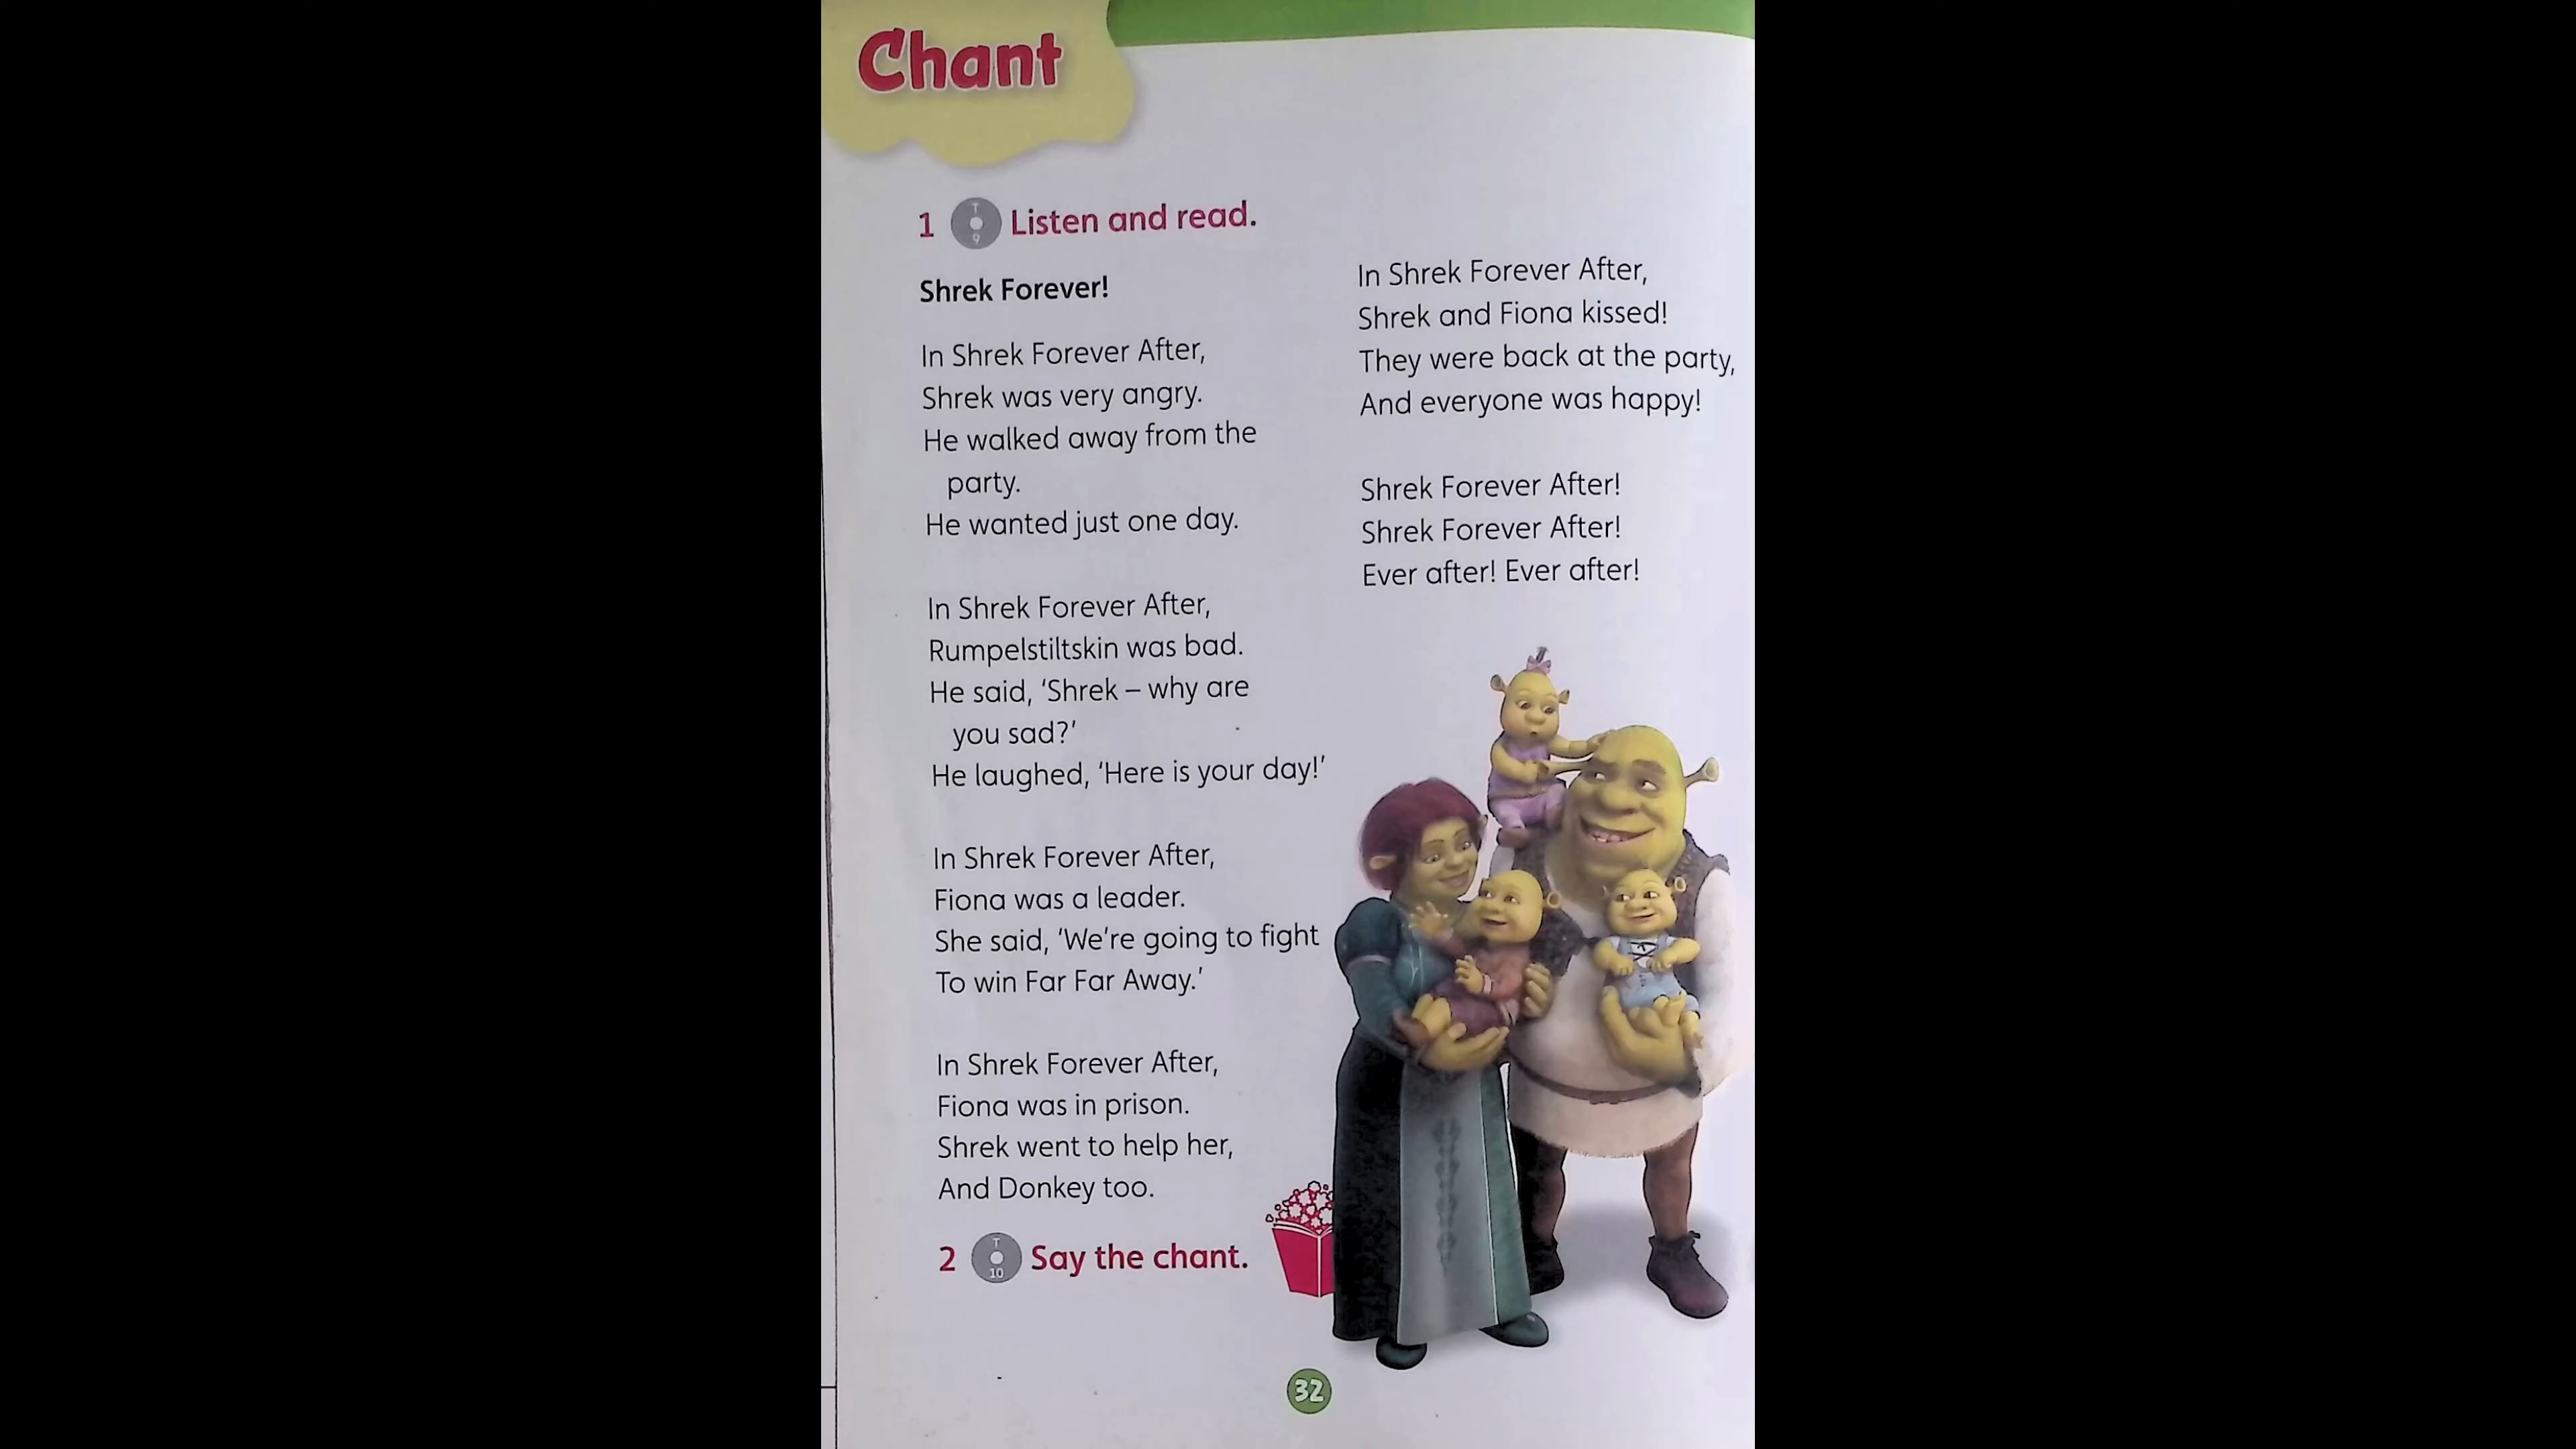 Chant
1 T 9 Listen and read.
Shrek Forever!
In Shrek Forever After,
Shrek was very angry.
He walked away from the
party.
He wanted just one day.
In Shrek Forever After,
Rumpelstiltskin was bad.
He said, ‘Shrek – why are
you sad?’
He laughed, ‘Here is your day!’
In Shrek Forever After,
Fiona was a leader.
She said, ‘We’re going to fight
To win Far Far Away.’
In Shrek Forever After,
Fiona was in prison.
Shrek went to help her,
And Donkey too.
In Shrek Forever After,
Shrek and Fiona kissed!
They were back at the party,
And everyone was happy!
Shrek Forever After!
Shrek Forever After!
Ever after! Ever after!
2 T 10 Say the chant.
32